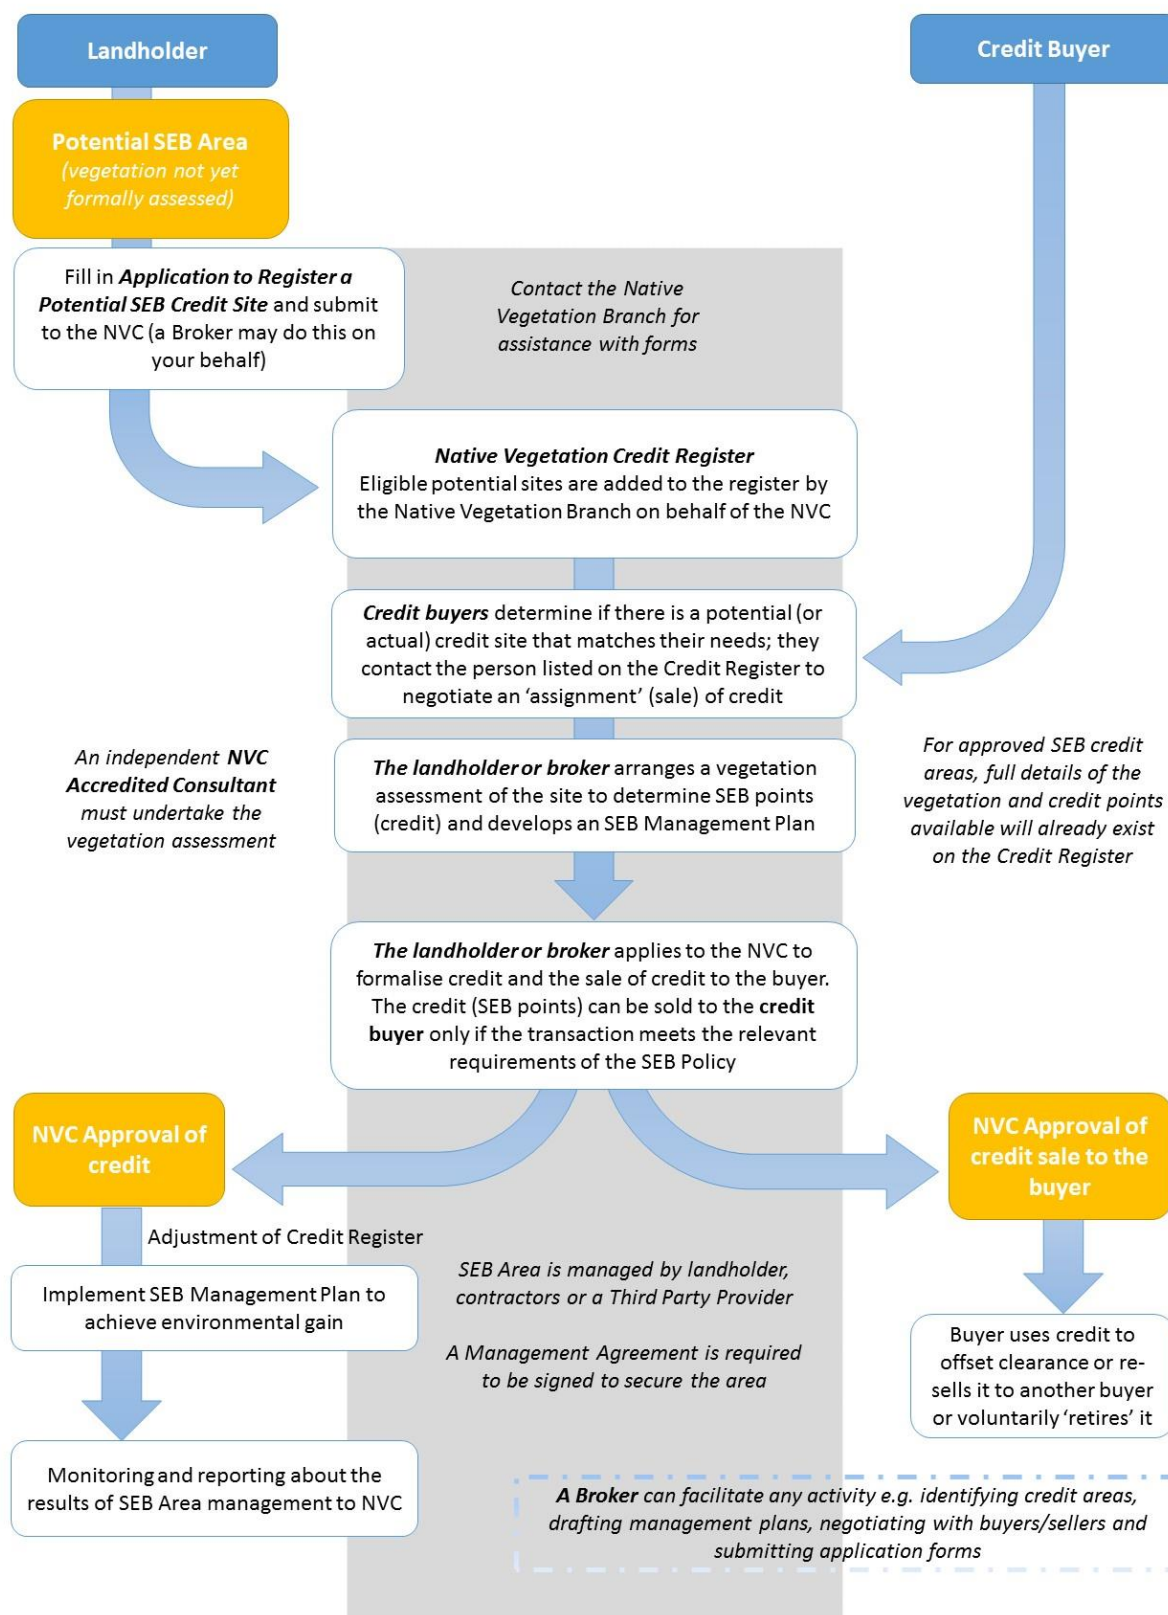 Landholder
Credit Buyer
Potential SEB Area
(vegetation not yet
formally assessed)
Fill in Application to Register a
Potential SEB Credit Site and submit
to the NVC (a Broker may do this on
your behalf)
Contact the Native
Vegetation Branch for
assistance with forms
Native Vegetation Credit Register
Eligible potential sites are added to the register by
the Native Vegetation Branch on behalf of the NVC
Credit buyers determine if there is a potential (or
actual) credit site that matches their needs; they
contact the person listed on the Credit Register to
negotiate an ‘assignment’ (sale) of credit
An independent NVC
Accredited Consultant
must undertake the
vegetation assessment
The landholder or broker arranges a vegetation
assessment of the site to determine SEB points
(credit) and develops an SEB Management Plan
For approved SEB credit
areas, full details of the
vegetation and credit points
available will already exist
on the Credit Register
The landholder or broker applies to the NVC to
formalise credit and the sale of credit to the buyer.
The credit (SEB points) can be sold to the credit
buyer only if the transaction meets the relevant
requirements of the SEB Policy
NVC Approval of
credit
NVC Approval of
credit sale to the
buyer
Adjustment of Credit Register
Implement SEB Management Plan to
achieve environmental gain
SEB Area is managed by landholder,
contractors or a Third Party Provider
A Management Agreement is required
to be signed to secure the area
Buyer uses credit to
offset clearance or re-
sells it to another buyer
or voluntarily ‘retires’ it
Monitoring and reporting about the
results of SEB Area management to NVC
A Broker can facilitate any activity e.g. identifying credit areas,
drafting management plans, negotiating with buyers/sellers and
submitting application forms